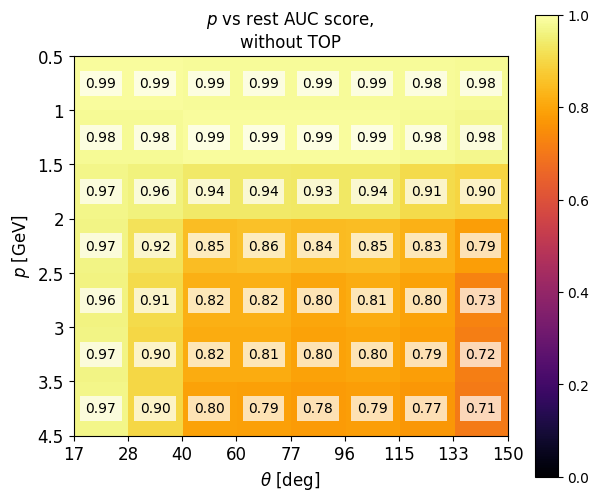 p vs rest AUC score,
without TOP
0.5
1
1.5
2
2.5
3
3.5
4.5
p [GeV]
0.99 0.99 0.99 0.99 0.99 0.99 0.98 0.98
0.98 0.98 0.99 0.99 0.99 0.99 0.98 0.98
0.97 0.96 0.94 0.94 0.93 0.94 0.91 0.90
0.97 0.92 0.85 0.86 0.84 0.85 0.83 0.79
0.96 0.91 0.82 0.82 0.80 0.81 0.80 0.73
0.97 0.90 0.82 0.81 0.80 0.80 0.79 0.72
0.97 0.90 0.80 0.79 0.78 0.79 0.77 0.71
17 28 40 60 77 96 115 133 150
θ [deg]
1.0
0.8
0.6
0.4
0.2
0.0